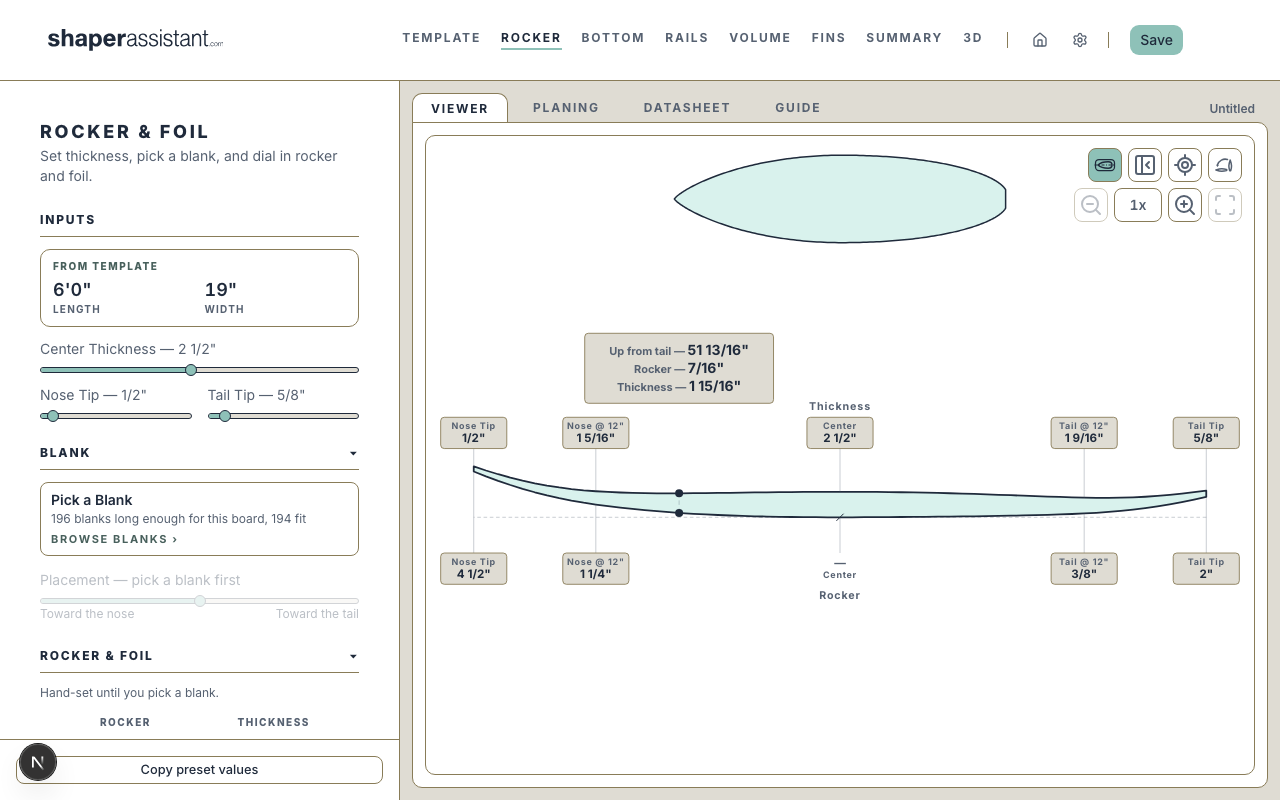 shaperassistant.com
TEMPLATE
ROCKER
BOTTOM
RAILS
VOLUME
FINS
SUMMARY
3D
Save
ROCKER & FOIL
Set thickness, pick a blank, and dial in rocker
and foil.
INPUTS
FROM TEMPLATE
6'0" 19"
LENGTH WIDTH
Center Thickness — 2 1/2"
Nose Tip — 1/2" Tail Tip — 5/8"
BLANK
Pick a Blank
196 blanks long enough for this board, 194 fit
BROWSE BLANKS ›
Placement — pick a blank first
Toward the nose Toward the tail
ROCKER & FOIL
Hand-set until you pick a blank.
ROCKER THICKNESS
N
Copy preset values
VIEWER
PLANING
DATASHEET
GUIDE
Untitled
1x
Up from tail — 51 13/16"
Rocker — 7/16"
Thickness — 1 15/16"
Thickness
Nose Tip Nose @ 12" Center Tail @ 12" Tail Tip
1/2" 1 5/16" 2 1/2" 1 9/16" 5/8"
Nose Tip Nose @ 12" — Tail @ 12" Tail Tip
4 1/2" 1 1/4" Center 3/8" 2"
Rocker